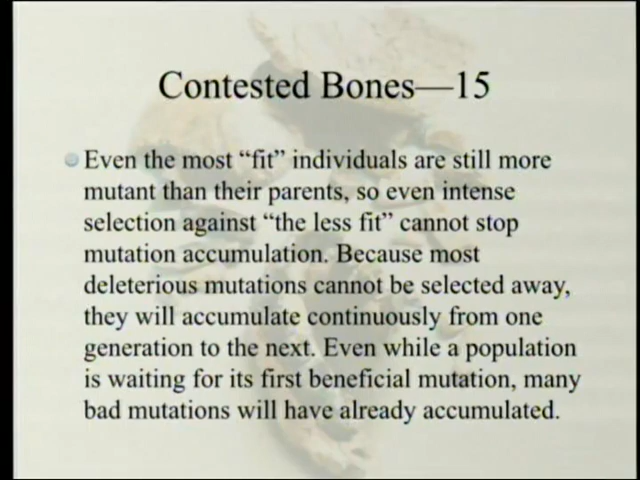 Contested Bones—15
Even the most “fit” individuals are still more
mutant than their parents, so even intense
selection against “the less fit” cannot stop
mutation accumulation. Because most
deleterious mutations cannot be selected away,
they will accumulate continuously from one
generation to the next. Even while a population
is waiting for its first beneficial mutation, many
bad mutations will have already accumulated.